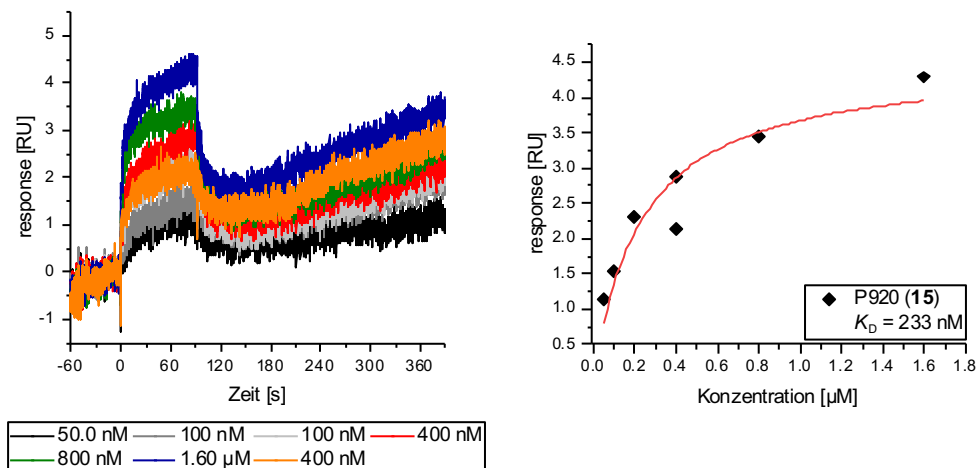 response [RU]
5
4
3
2
1
0
-1
-60 0 60 120 180 240 300 360
Zeit [s]
50.0 nM 100 nM 100 nM 400 nM
800 nM 1.60 µM 400 nM
response [RU]
4.5
4.0
3.5
3.0
2.5
2.0
1.5
1.0
0.5
0.0 0.2 0.4 0.6 0.8 1.0 1.2 1.4 1.6 1.8
Konzentration [µM]
P920 (15)
KD = 233 nM